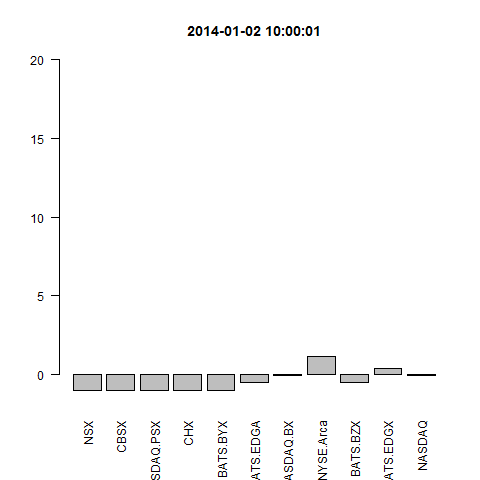 2014-01-02 10:00:01
20
15
10
5
0
NSX
CBSX
SDAQ.PSX
CHX
BATS.BYX
ATS.EDGA
ASDAQ.BX
NYSE.Arca
BATS.BZX
ATS.EDGX
NASDAQ